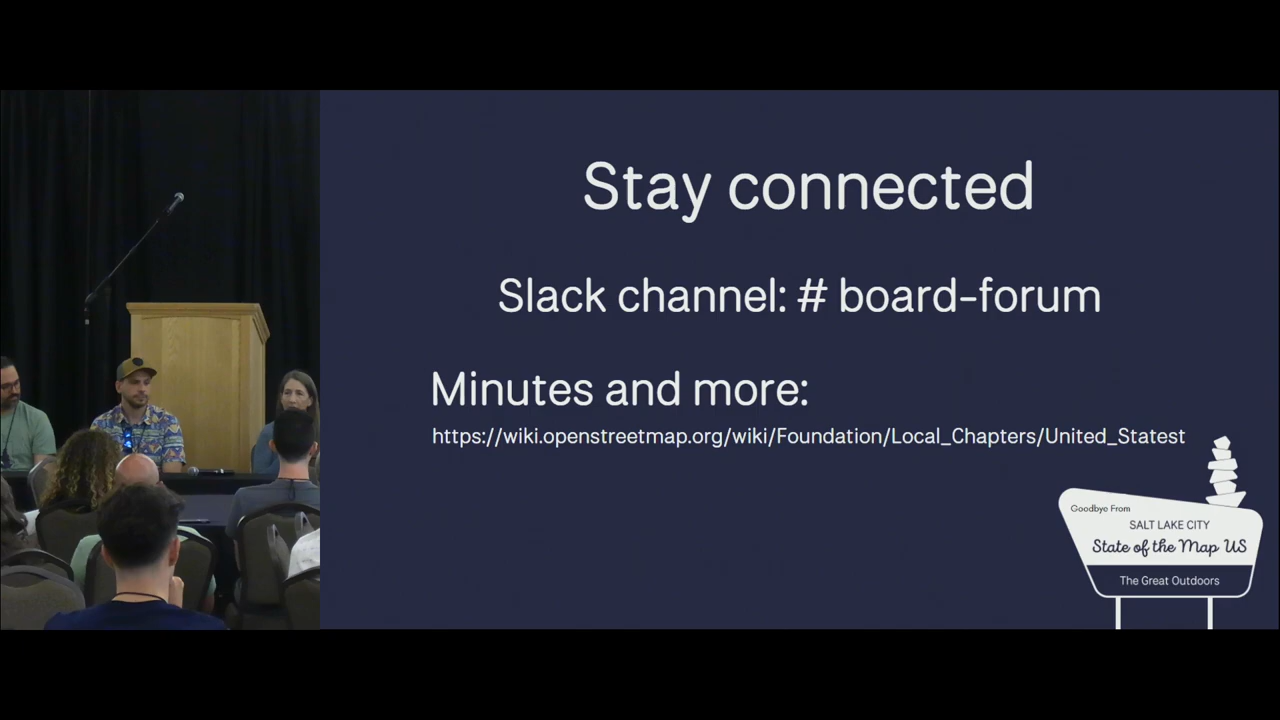 Stay connected
Slack channel: # board-forum
Minutes and more:
https://wiki.openstreetmap.org/wiki/Foundation/Local_Chapters/United_Statest
Goodbye From
SALT LAKE CITY
State of the Map US
The Great Outdoors